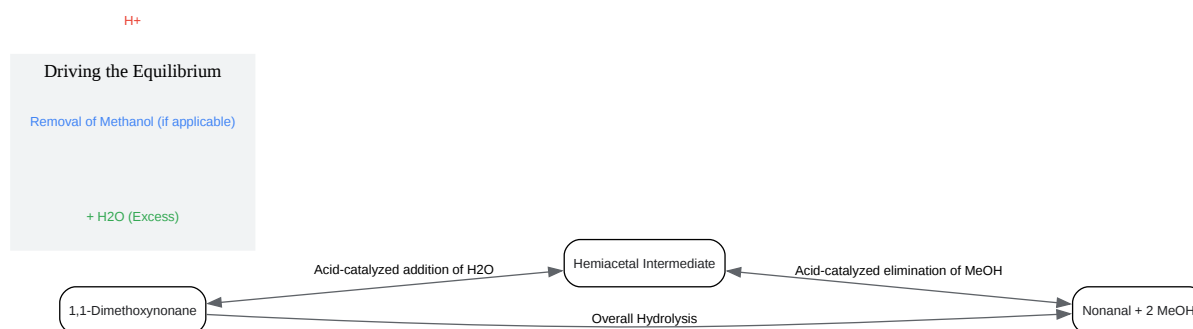 H+
Driving the Equilibrium
Removal of Methanol (if applicable)
+ H2O (Excess)
Hemiacetal Intermediate
Acid-catalyzed addition of H2O
Acid-catalyzed elimination of MeOH
1,1-Dimethoxynonane
Overall Hydrolysis
Nonanal + 2 MeOH